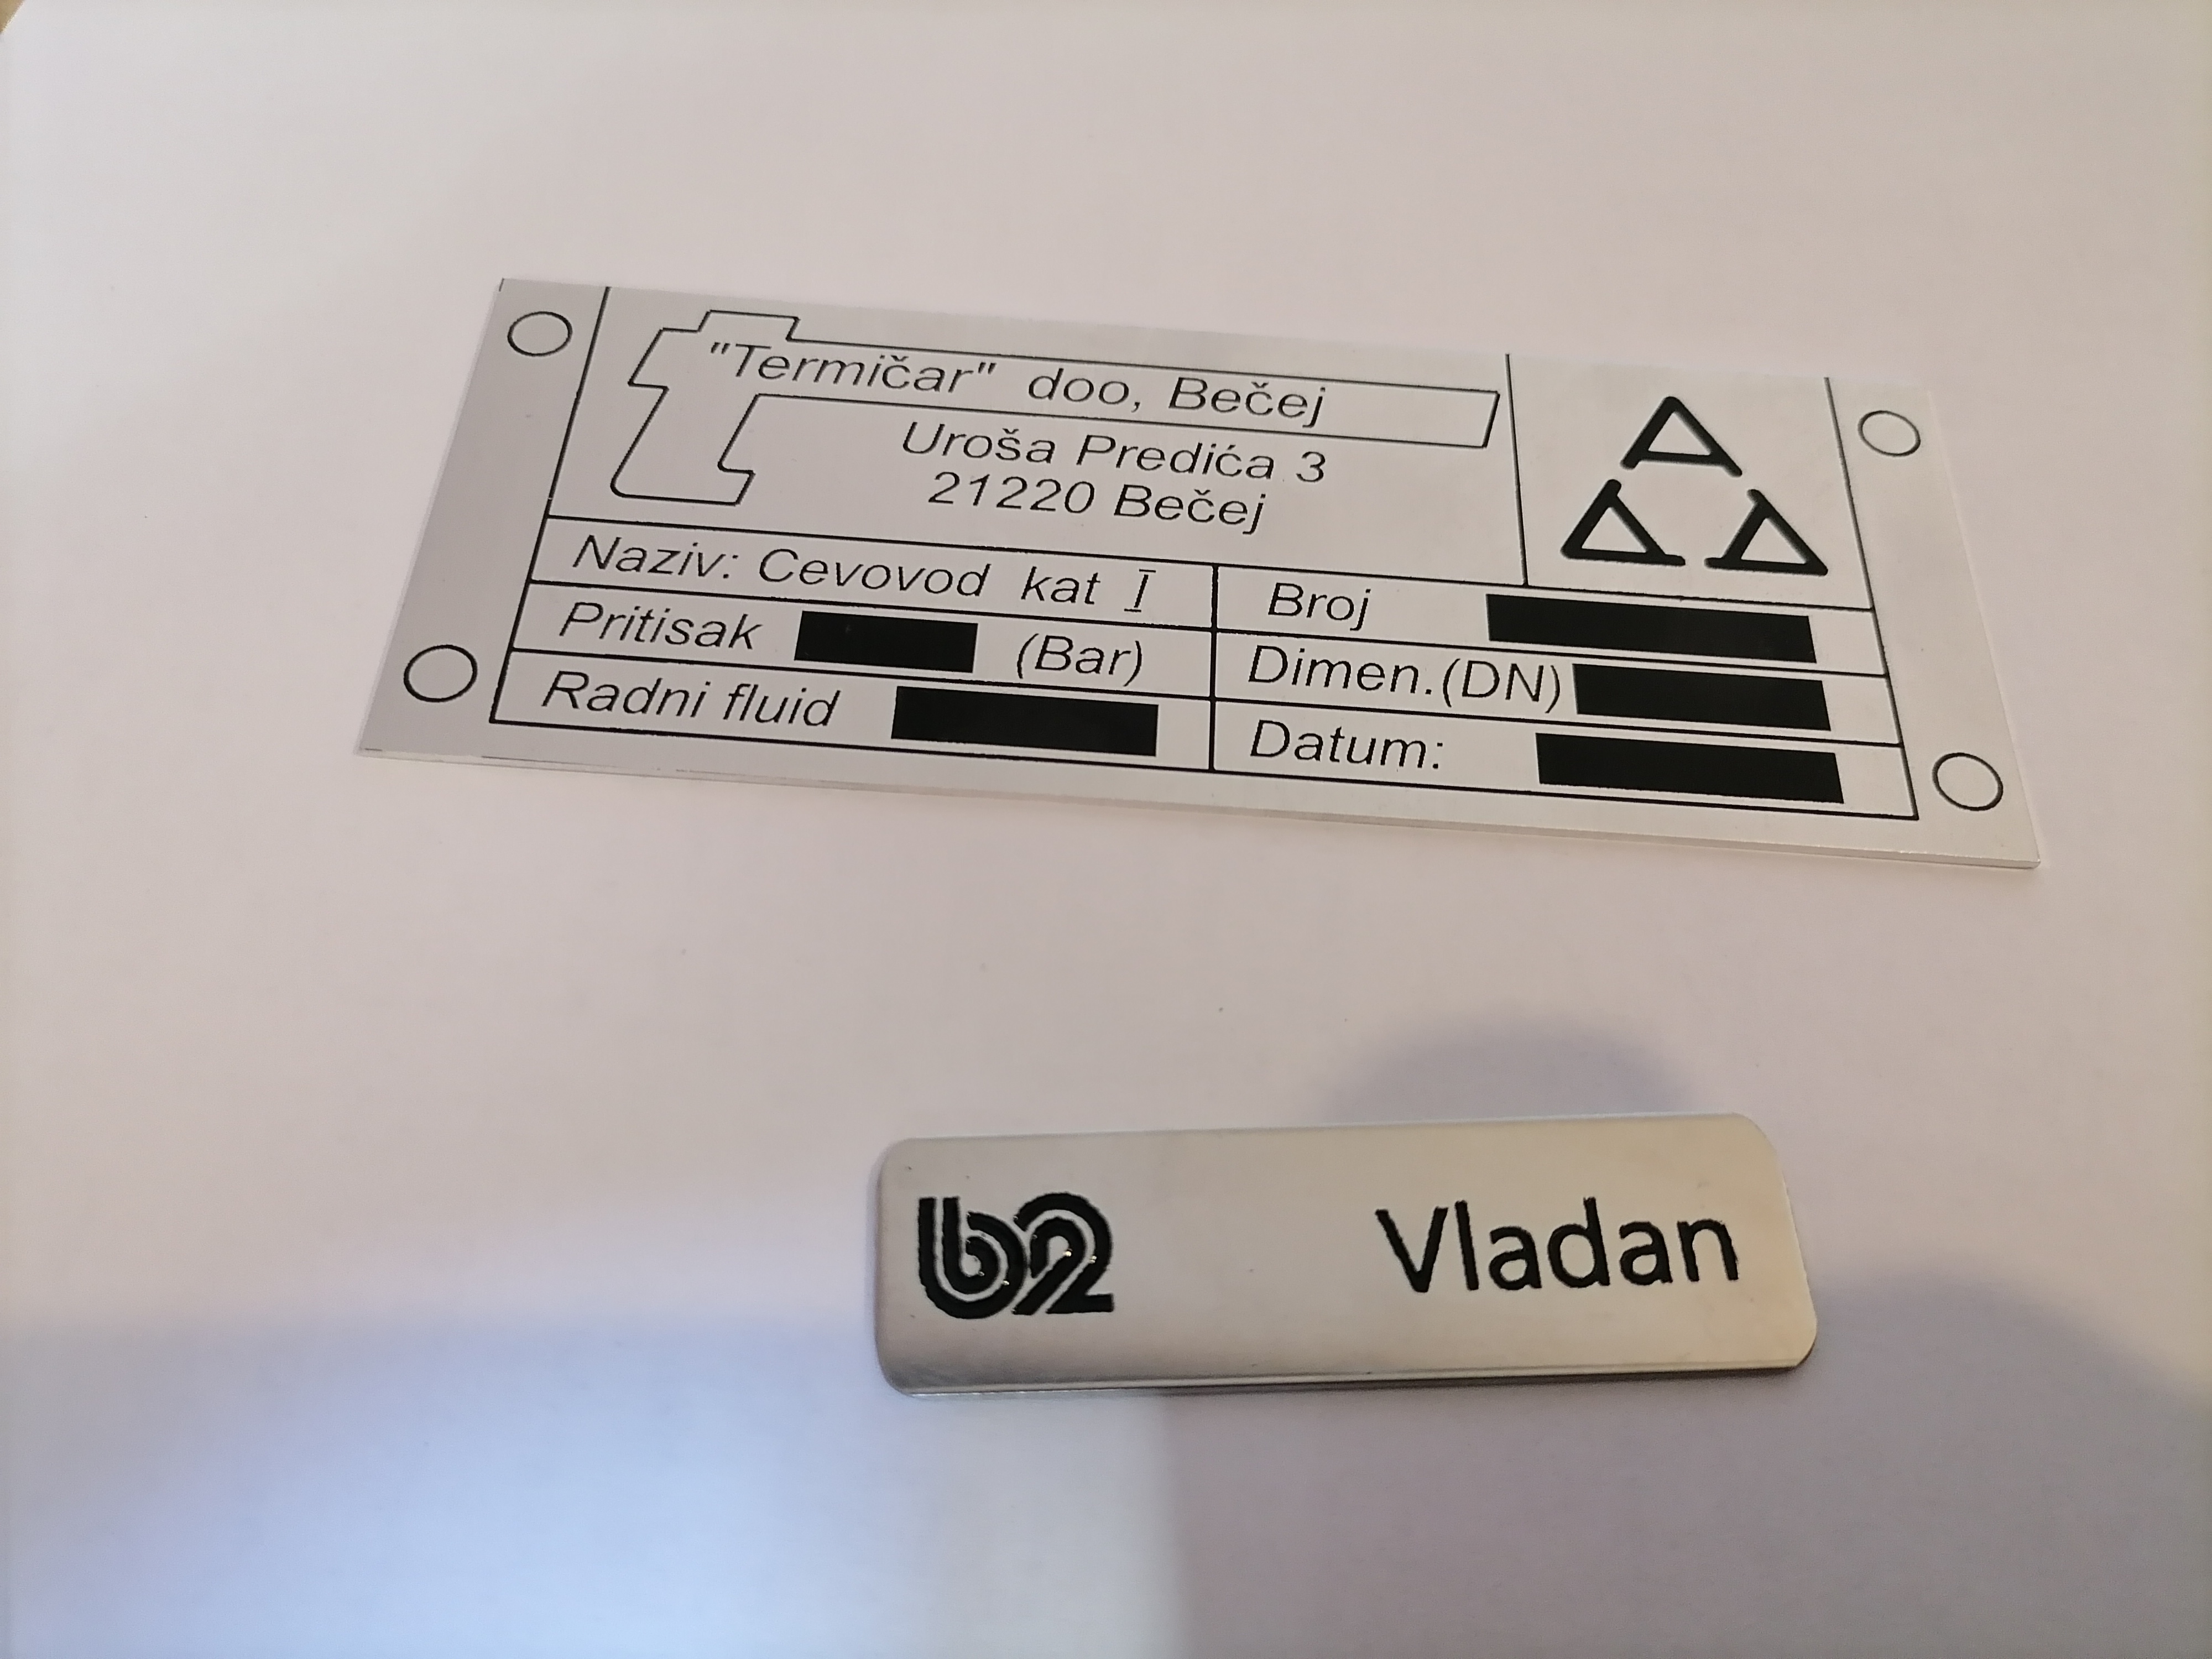 "Termičar" doo, Bečej
Uroša Predića 3
21220 Bečej
Naziv: Cevovod kat I
Broj
Pritisak (Bar)
Dimen.(DN)
Radni fluid
Datum:
b2 Vladan